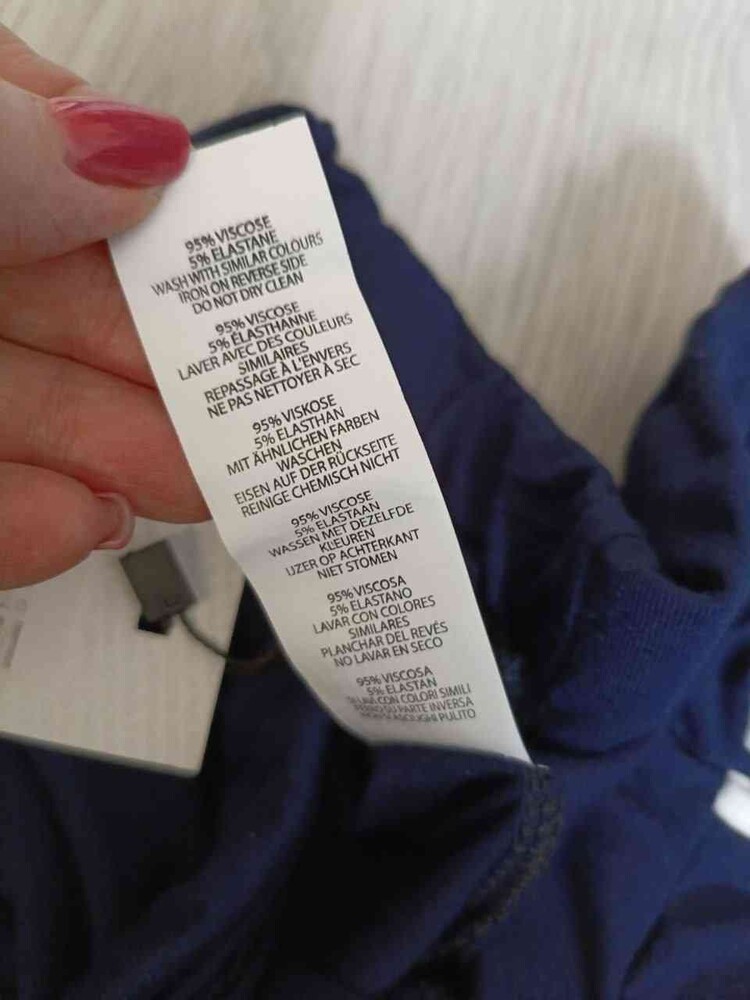 95% VISCOSE
5% ELASTANE
WASH WITH SIMILAR COLOURS
IRON ON REVERSE SIDE
DO NOT DRY CLEAN
95% VISCOSE
5% ÉLASTHANNE
LAVER AVEC DES COULEURS
SIMILAIRES
REPASSAGE À L'ENVERS
NE PAS NETTOYER À SEC
95% VISKOSE
5% ELASTHAN
MIT ÄHNLICHEN FARBEN
WASCHEN
EISEN AUF DER RÜCKSEITE
REINIGE CHEMISCH NICHT
95% VISCOSE
5% ELASTAAN
WASSEN MET DEZELFDE
KLEUREN
IJZER OP ACHTERKANT
NIET STOMEN
95% VISCOSA
5% ELASTANO
LAVAR CON COLORES
SIMILARES
PLANCHAR DEL REVÉS
NO LAVAR EN SECO
95% VISCOSA
5% ELASTAN
CON COLORI SIMILI
PARTE INVERSA
PULITO